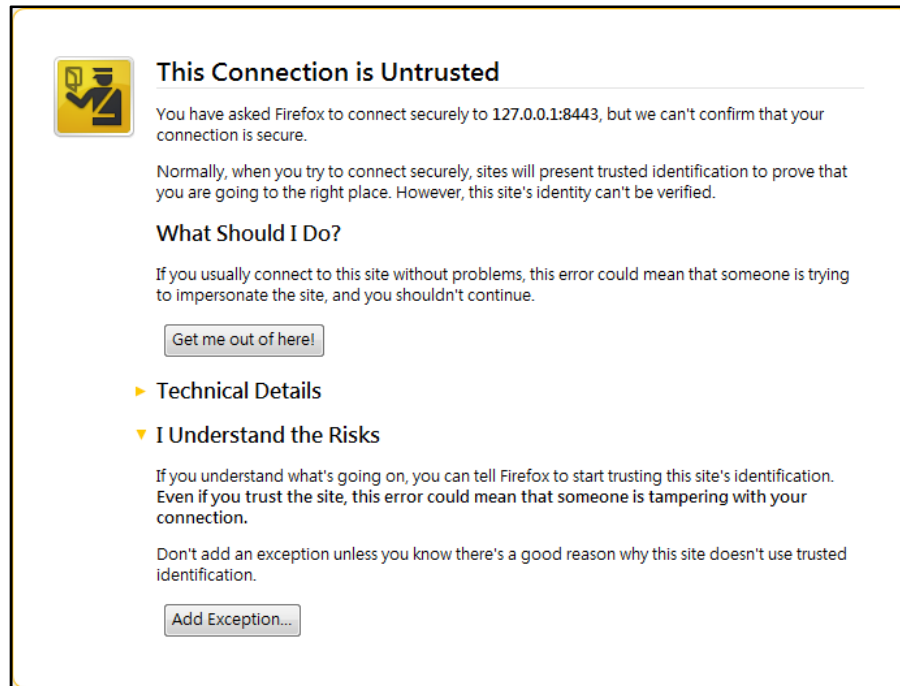 This Connection is Untrusted
You have asked Firefox to connect securely to 127.0.0.1:8443, but we can't confirm that your
connection is secure.
Normally, when you try to connect securely, sites will present trusted identification to prove that
you are going to the right place. However, this site's identity can't be verified.
What Should I Do?
If you usually connect to this site without problems, this error could mean that someone is trying
to impersonate the site, and you shouldn't continue.
Get me out of here!
Technical Details
I Understand the Risks
If you understand what's going on, you can tell Firefox to start trusting this site's identification.
Even if you trust the site, this error could mean that someone is tampering with your
connection.
Don't add an exception unless you know there's a good reason why this site doesn't use trusted
identification.
Add Exception...